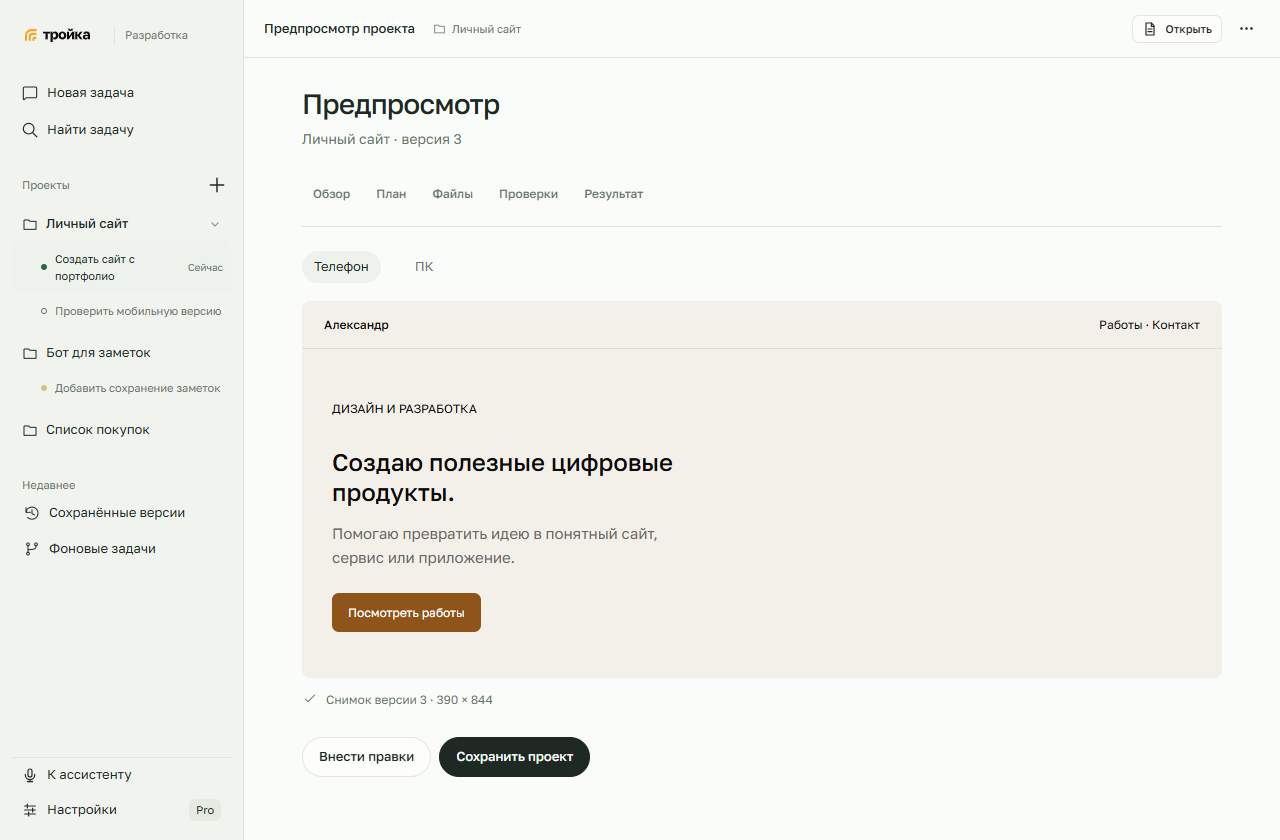 тройка
Разработка
Новая задача
Найти задачу
Проекты
Личный сайт
Создать сайт с
портфолио
Сейчас
Проверить мобильную версию
Бот для заметок
Добавить сохранение заметок
Список покупок
Недавнее
Сохранённые версии
Фоновые задачи
К ассистенту
Настройки
Pro
Предпросмотр проекта
Личный сайт
Открыть
Предпросмотр
Личный сайт · версия 3
Обзор План Файлы Проверки Результат
Телефон ПК
Александр
Работы · Контакт
ДИЗАЙН И РАЗРАБОТКА
Создаю полезные цифровые
продукты.
Помогаю превратить идею в понятный сайт,
сервис или приложение.
Посмотреть работы
Снимок версии 3 · 390 × 844
Внести правки
Сохранить проект